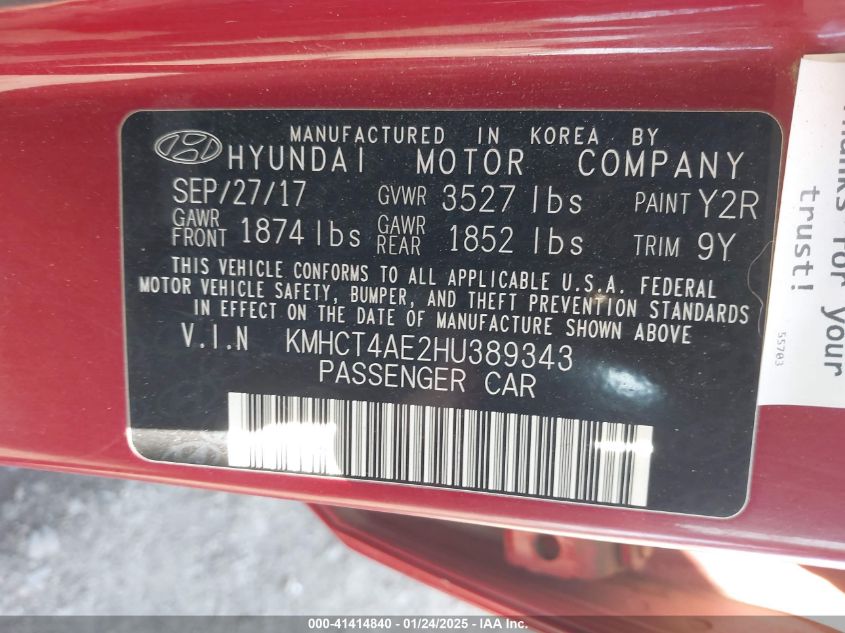 MANUFACTURED IN KOREA BY
HYUNDAI MOTOR COMPANY
SEP/27/17 GVWR 3527 lbs PAINT Y2R
GAWR FRONT 1874 lbs GAWR REAR 1852 lbs TRIM 9Y
THIS VEHICLE CONFORMS TO ALL APPLICABLE U.S.A. FEDERAL
MOTOR VEHICLE SAFETY, BUMPER, AND THEFT PREVENTION STANDARDS
IN EFFECT ON THE DATE OF MANUFACTURE SHOWN ABOVE
V.I.N KMHCT4AE2HU389343
PASSENGER CAR
for your
trust!
55703
000-41414840 - 01/24/2025 - IAA Inc.